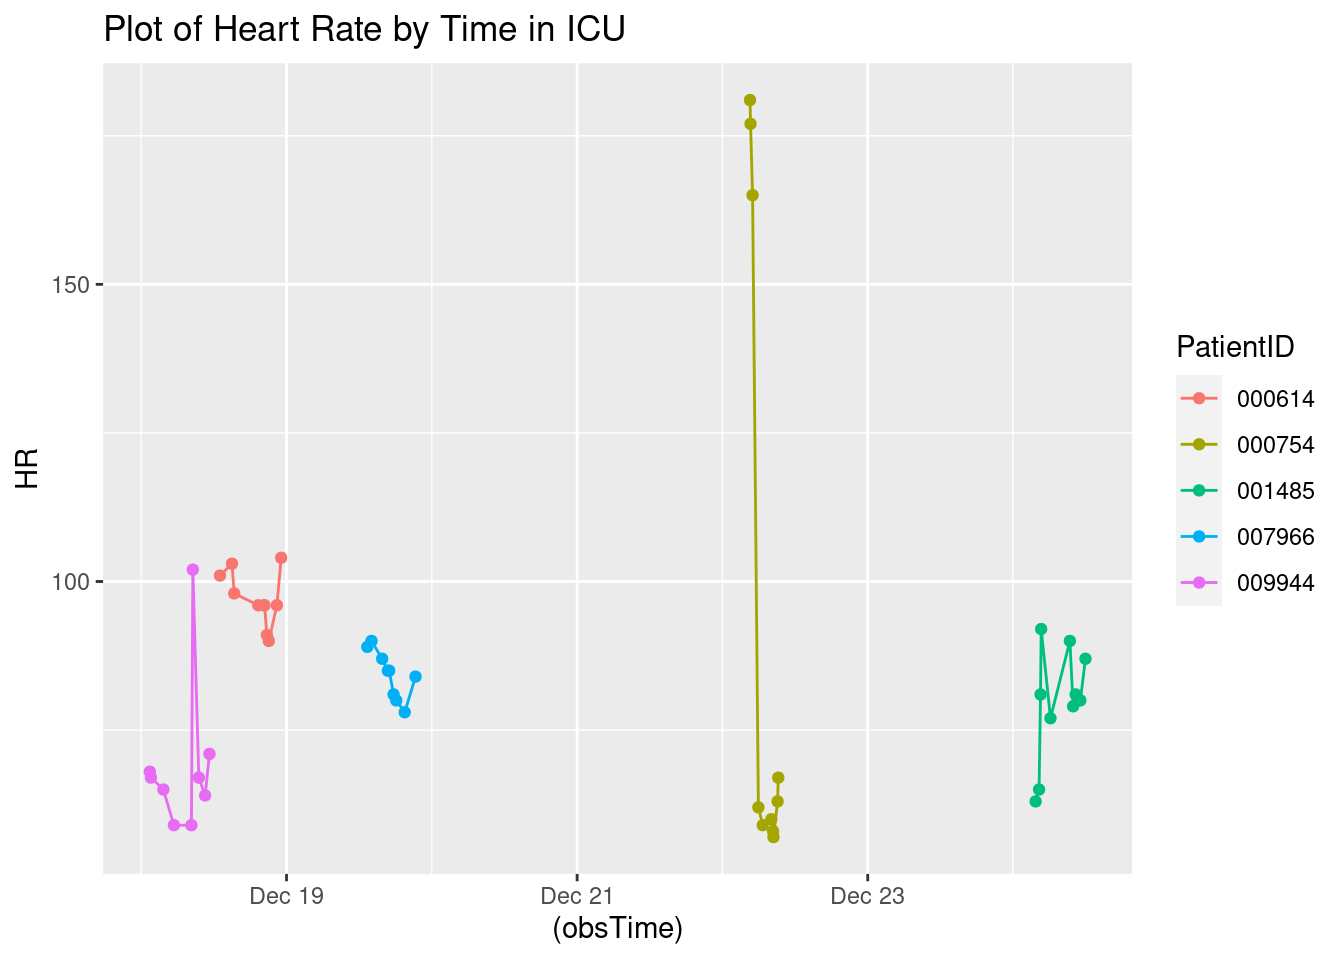 Plot of Heart Rate by Time in ICU
150
100
HR
Dec 19
Dec 21
Dec 23
(obsTime)
PatientID
000614
000754
001485
007966
009944